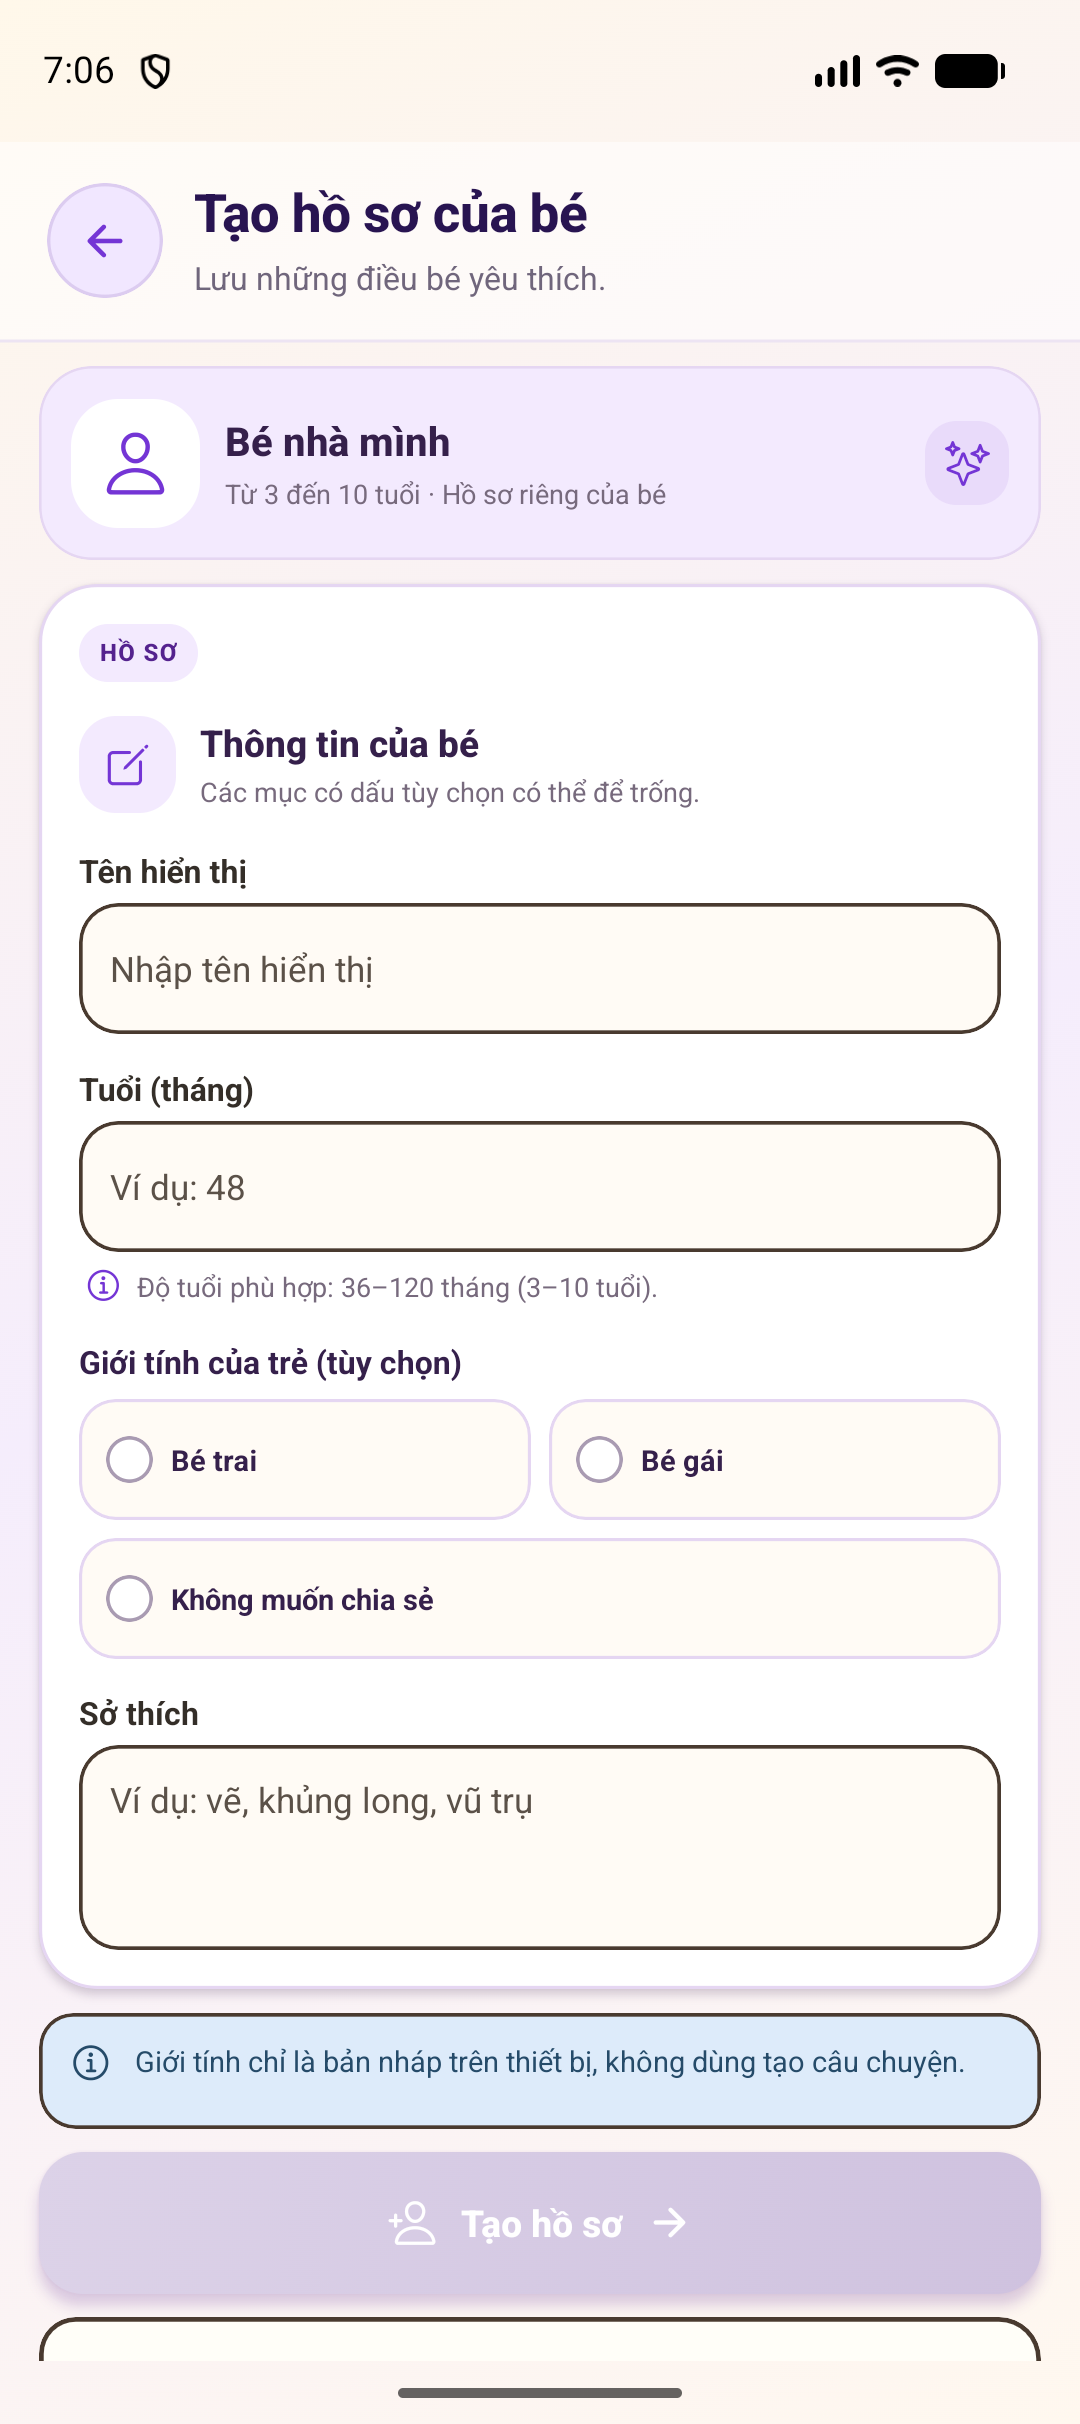 7:06
Tạo hồ sơ của bé
Lưu những điều bé yêu thích.
Bé nhà mình
Từ 3 đến 10 tuổi · Hồ sơ riêng của bé
HỒ SƠ
Thông tin của bé
Các mục có dấu tùy chọn có thể để trống.
Tên hiển thị
Nhập tên hiển thị
Tuổi (tháng)
Ví dụ: 48
Độ tuổi phù hợp: 36–120 tháng (3–10 tuổi).
Giới tính của trẻ (tùy chọn)
Bé trai
Bé gái
Không muốn chia sẻ
Sở thích
Ví dụ: vẽ, khủng long, vũ trụ
Giới tính chỉ là bản nháp trên thiết bị, không dùng tạo câu chuyện.
Tạo hồ sơ